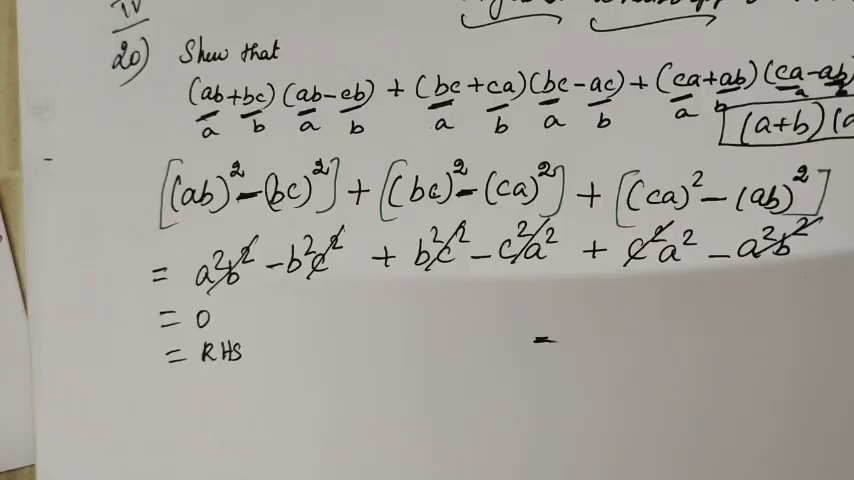 IV
20) Show that
(ab+bc)(ab-cb) + (bc+ca)(bc-ac) + (ca+ab)(ca-ab)
a b a b a b a b a b a b
(a+b)(a
[(ab)²-(bc)²] + [(bc)²-(ca)²] + [(ca)²-(ab)²]
= a²b² - b²c² + b²c² - c²a² + c²a² - a²b²
= 0
= RHS